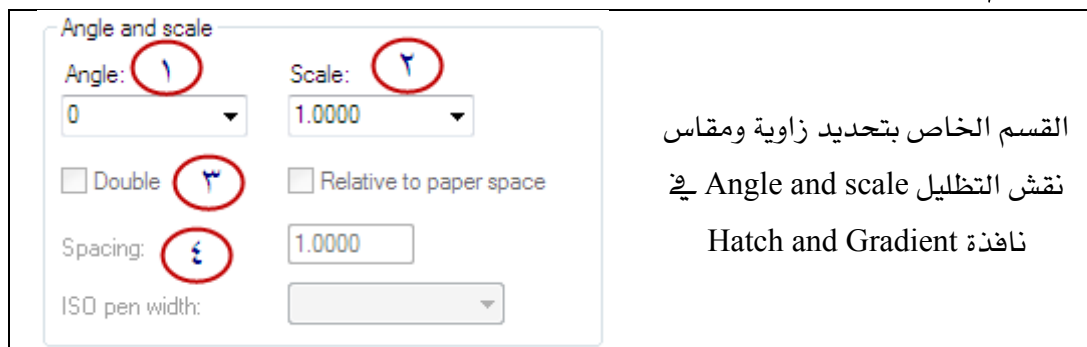 Angle and scale
Angle: ١ Scale: ٢
0 1.0000
Double ٣ Relative to paper space
Spacing: ٤ 1.0000
ISO pen width:
القسم الخاص بتحديد زاوية ومقاس
نقش التظليل Angle and scale في
نافذة Hatch and Gradient